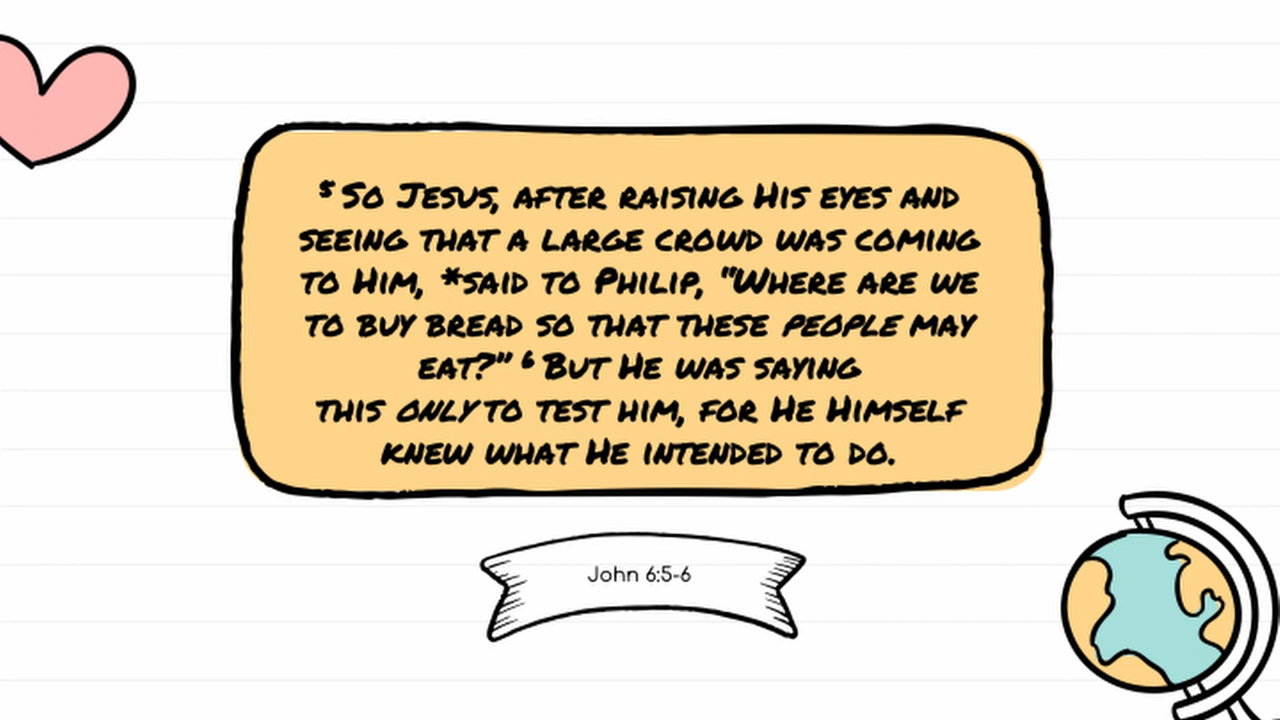 ⁵ So Jesus, after raising His eyes and
seeing that a large crowd was coming
to Him, *said to Philip, "Where are we
to buy bread so that these people may
eat?" ⁶ But He was saying
this only to test him, for He Himself
knew what He intended to do.
John 6:5-6